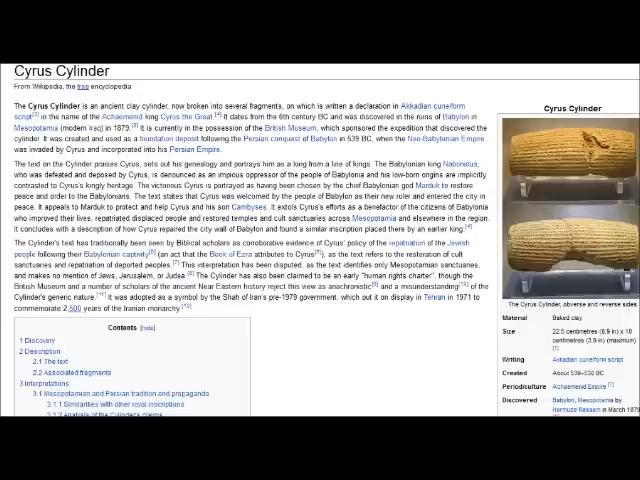 Cyrus Cylinder
From Wikipedia, the free encyclopedia
The Cyrus Cylinder is an ancient clay cylinder, now broken into several fragments, on which is written a declaration in Akkadian cuneiform
script[3] in the name of the Achaemenid king Cyrus the Great.[4] It dates from the 6th century BC and was discovered in the ruins of Babylon in
Mesopotamia (modern Iraq) in 1879.[3] It is currently in the possession of the British Museum, which sponsored the expedition that discovered the
cylinder. It was created and used as a foundation deposit following the Persian conquest of Babylon in 539 BC, when the Neo-Babylonian Empire
was invaded by Cyrus and incorporated into his Persian Empire.
The text on the Cylinder praises Cyrus, sets out his genealogy and portrays him as a king from a line of kings. The Babylonian king Nabonidus,
who was defeated and deposed by Cyrus, is denounced as an impious oppressor of the people of Babylonia and his low-born origins are implicitly
contrasted to Cyrus's kingly heritage. The victorious Cyrus is portrayed as having been chosen by the chief Babylonian god Marduk to restore
peace and order to the Babylonians. The text states that Cyrus was welcomed by the people of Babylon as their new ruler and entered the city in
peace. It appeals to Marduk to protect and help Cyrus and his son Cambyses. It extols Cyrus's efforts as a benefactor of the citizens of Babylonia
who improved their lives, repatriated displaced people and restored temples and cult sanctuaries across Mesopotamia and elsewhere in the region.
It concludes with a description of how Cyrus repaired the city wall of Babylon and found a similar inscription placed there by an earlier king.[4]
The Cylinder's text has traditionally been seen by Biblical scholars as corroborative evidence of Cyrus' policy of the repatriation of the Jewish
people following their Babylonian captivity[5] (an act that the Book of Ezra attributes to Cyrus[6]), as the text refers to the restoration of cult
sanctuaries and repatriation of deported peoples.[7] This interpretation has been disputed, as the text identifies only Mesopotamian sanctuaries,
and makes no mention of Jews, Jerusalem, or Judea.[8] The Cylinder has also been claimed to be an early "human rights charter", though the
British Museum and a number of scholars of the ancient Near Eastern history reject this view as anachronistic[9] and a misunderstanding[10] of the
Cylinder's generic nature.[11] It was adopted as a symbol by the Shah of Iran's pre-1979 government, which put it on display in Tehran in 1971 to
commemorate 2,500 years of the Iranian monarchy.[12]
Contents [hide]
1 Discovery
2 Description
2.1 The text
2.2 Associated fragments
3 Interpretations
3.1 Mesopotamian and Persian tradition and propaganda
3.1.1 Similarities with other royal inscriptions
3.1.2 Analysis of the Cylinder's claims
Cyrus Cylinder
The Cyrus Cylinder, obverse and reverse sides
Material Baked clay
Size 22.5 centimetres (8.9 in) x 10
centimetres (3.9 in) (maximum)
[1]
Writing Akkadian cuneiform script
Created About 539–530 BC
Period/culture Achaemenid Empire [2]
Discovered Babylon, Mesopotamia by
Hormuzd Rassam in March 1879